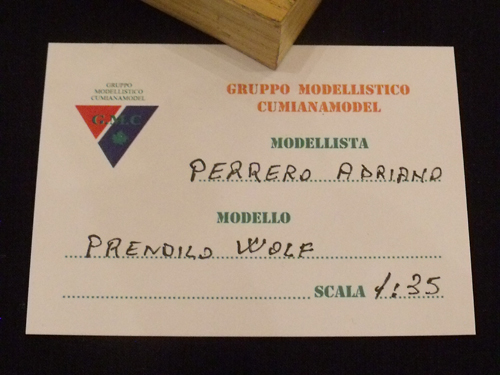 GRUPPO
MODELLISTICO
CUMIANAMODEL
G.M.C
GRUPPO MODELLISTICO
CUMIANAMODEL
MODELLISTA
PERRERO ADRIANO
MODELLO
PRENDILO WOLF
SCALA 1:35